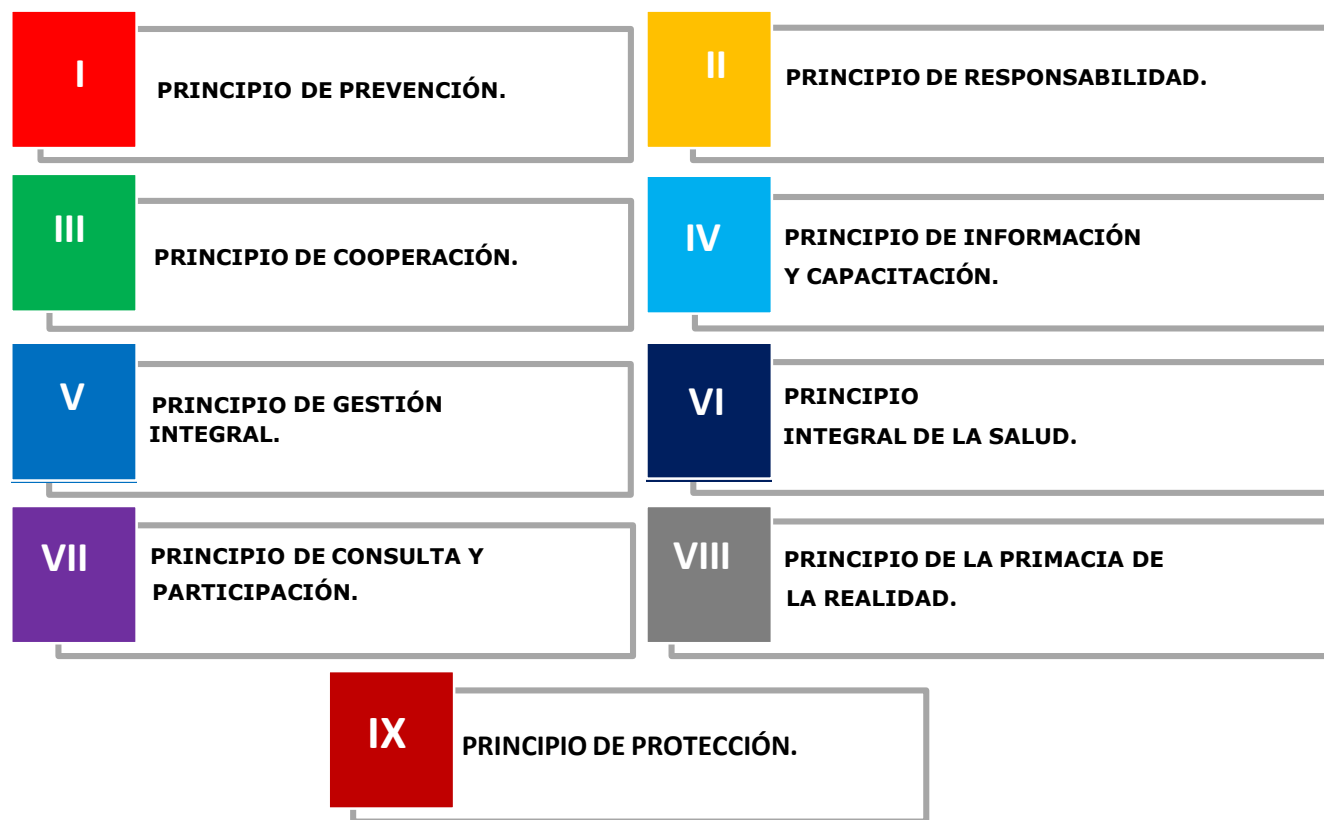 I
PRINCIPIO DE PREVENCIÓN.
II
PRINCIPIO DE RESPONSABILIDAD.
III
PRINCIPIO DE COOPERACIÓN.
IV
PRINCIPIO DE INFORMACIÓN
Y CAPACITACIÓN.
V
PRINCIPIO DE GESTIÓN
INTEGRAL.
VI
PRINCIPIO
INTEGRAL DE LA SALUD.
VII
PRINCIPIO DE CONSULTA Y
PARTICIPACIÓN.
VIII
PRINCIPIO DE LA PRIMACIA DE
LA REALIDAD.
IX
PRINCIPIO DE PROTECCIÓN.